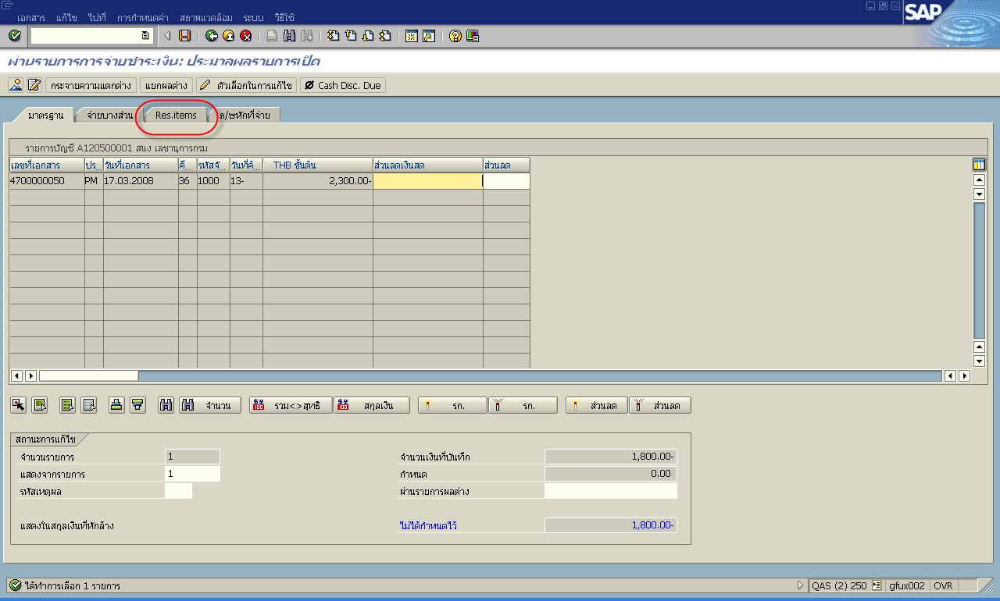 เอกสาร แก้ไข ไปที่ การกำหนดค่า สภาพแวดล้อม ระบบ วิธีใช้
SAP
ผ่านรายการการจ่ายชำระเงิน: ประมวลผลรายการเปิด
กระจายความแตกต่าง แยกผลต่าง ตัวเลือกในการแก้ไข Cash Disc. Due
มาตรฐาน จ่ายบางส่วน Res.items ภ/ษหักที่จ่าย
รายการบัญชี A120500001 สนง เลขานุการกรม
เลขที่เอกสาร ปร... วันที่เอกสาร คี... รหัสจั... วันที่ค้... THB ขั้นต้น ส่วนลดเงินสด ส่วนลด
4700000050 PM 17.03.2008 36 1000 13- 2,300.00-
จำนวน รวม<>สุทธิ สกุลเงิน รก. รก. ส่วนลด ส่วนลด
สถานะการแก้ไข
จำนวนรายการ 1 จำนวนเงินที่บันทึก 1,800.00-
แสดงจากรายการ 1 กำหนด 0.00
รหัสเหตุผล ผ่านรายการผลต่าง
แสดงในสกุลเงินที่หักล้าง ไม่ได้กำหนดไว้ 1,800.00-
ได้ทำการเลือก 1 รายการ QAS (2) 250 gfux002 OVR